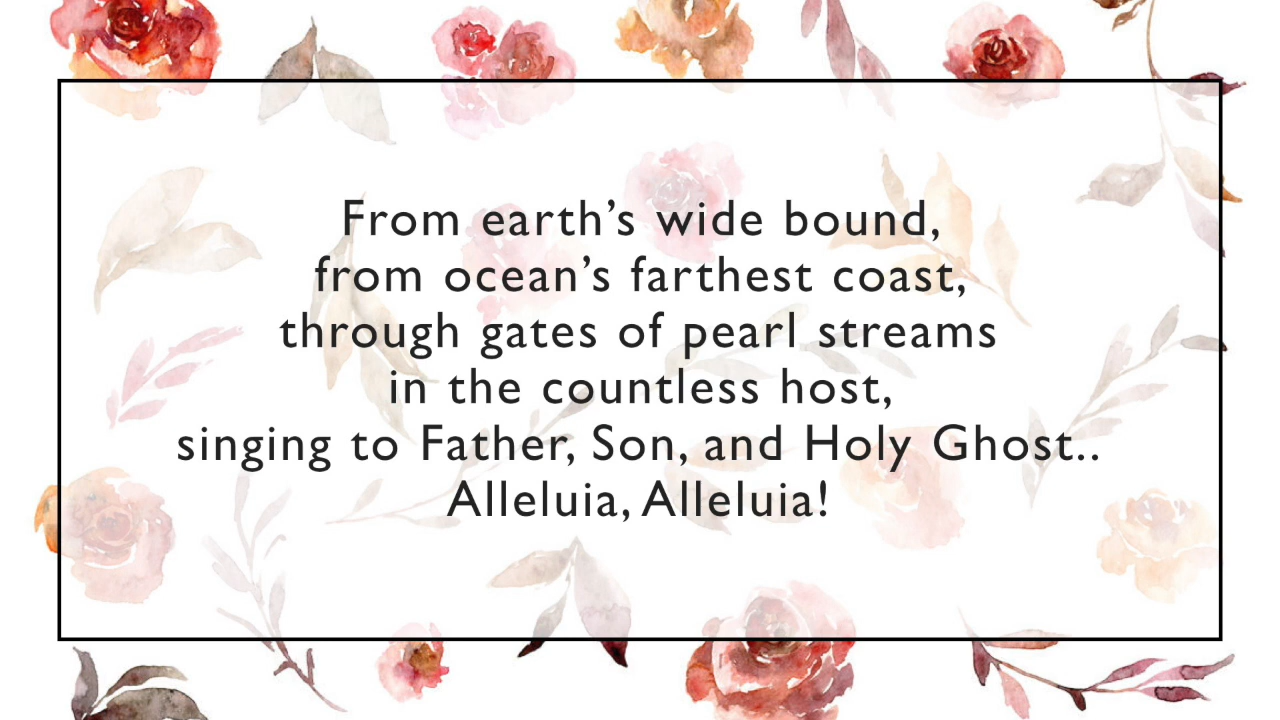 From earth’s wide bound,
from ocean’s farthest coast,
through gates of pearl streams
in the countless host,
singing to Father, Son, and Holy Ghost..
Alleluia, Alleluia!